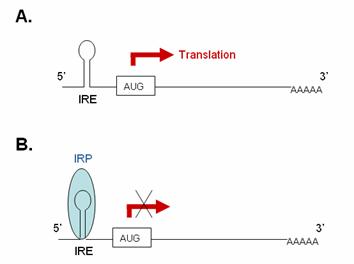 A.
Translation
5' 3'
AUG AAAAA
IRE
B.
IRP
5' 3'
AUG AAAAA
IRE